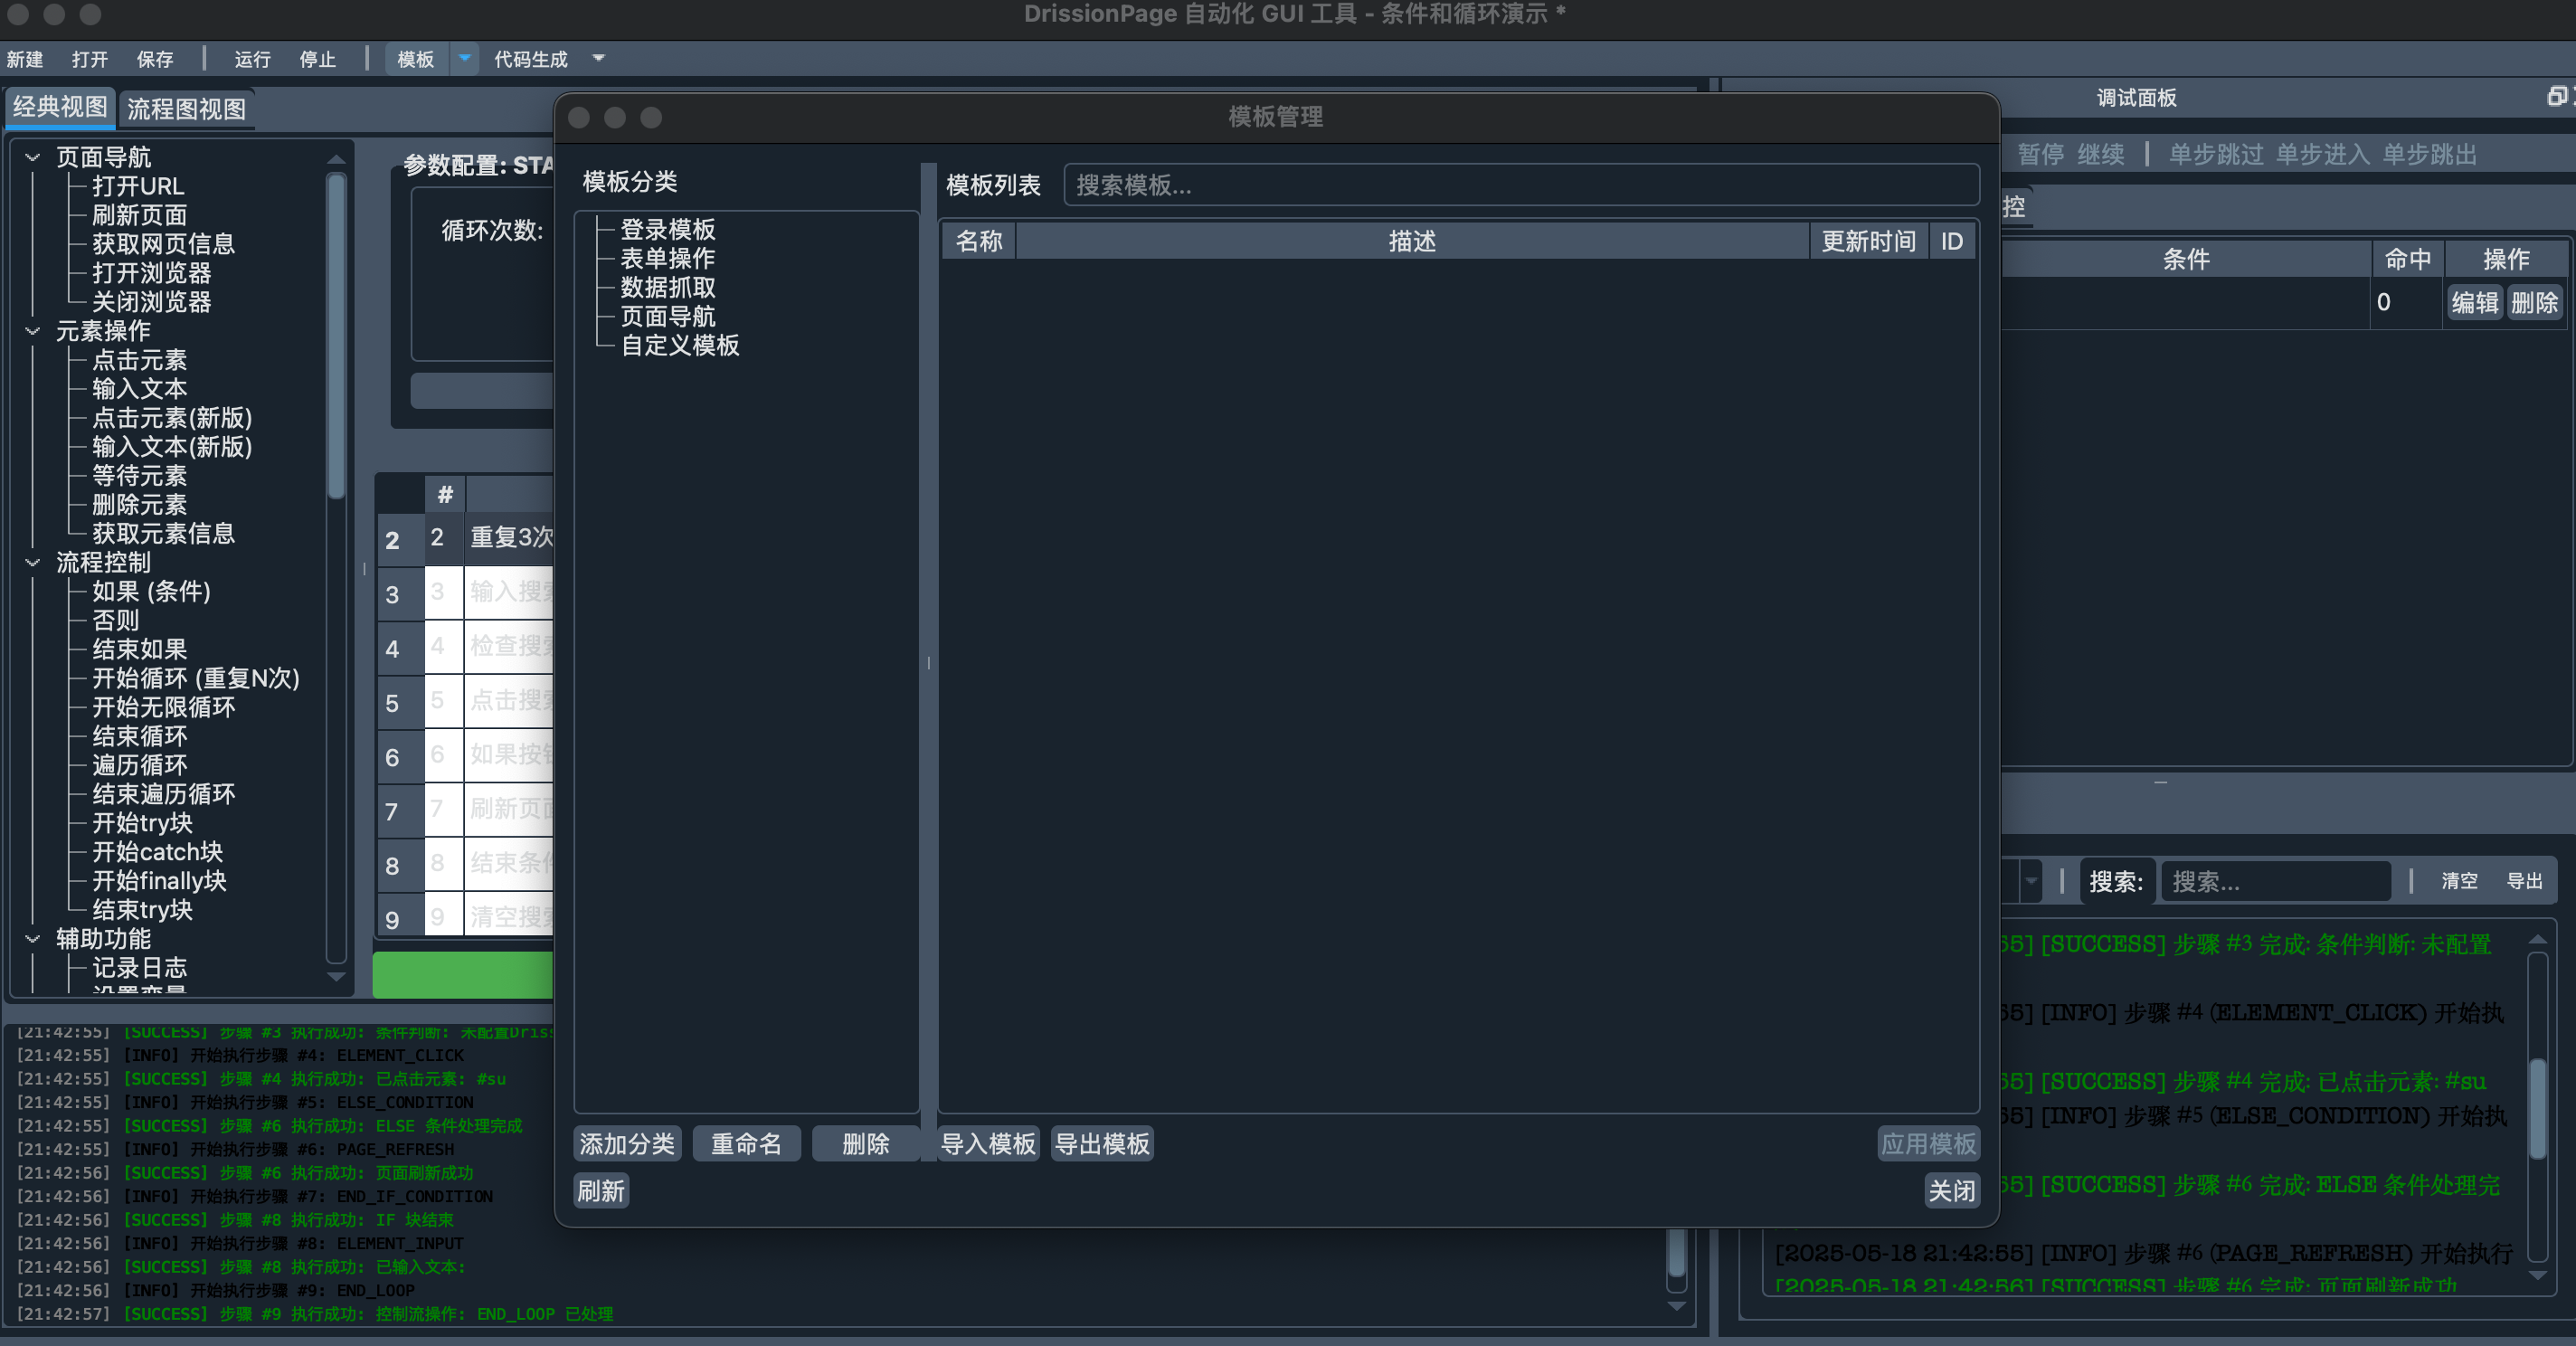 DrissionPage 自动化 GUI 工具 - 条件和循环演示 *
新建 打开 保存 运行 停止 模板 代码生成
经典视图 流程图视图
页面导航
打开URL
刷新页面
获取网页信息
打开浏览器
关闭浏览器
元素操作
点击元素
输入文本
点击元素(新版)
输入文本(新版)
等待元素
删除元素
获取元素信息
流程控制
如果 (条件)
否则
结束如果
开始循环 (重复N次)
开始无限循环
结束循环
遍历循环
结束遍历循环
开始try块
开始catch块
开始finally块
结束try块
辅助功能
记录日志
设置变量
参数配置: STA
循环次数:
#
2 2 重复3次
3 3 输入搜索
4 4 检查搜索
5 5 点击搜索
6 6 如果按钮
7 7 刷新页面
8 8 结束条件
9 9 清空搜索
模板管理
模板分类
登录模板
表单操作
数据抓取
页面导航
自定义模板
模板列表 搜索模板...
名称 描述 更新时间 ID
添加分类 重命名 删除 导入模板 导出模板 应用模板
刷新 关闭
调试面板
暂停 继续 单步跳过 单步进入 单步跳出
控
条件 命中 操作
0 编辑 删除
搜索: 搜索... 清空 导出
55] [SUCCESS] 步骤 #3 完成: 条件判断: 未配置
55] [INFO] 步骤 #4 (ELEMENT_CLICK) 开始执
55] [SUCCESS] 步骤 #4 完成: 已点击元素: #su
55] [INFO] 步骤 #5 (ELSE_CONDITION) 开始执
55] [SUCCESS] 步骤 #6 完成: ELSE 条件处理完
[2025-05-18 21:42:55] [INFO] 步骤 #6 (PAGE_REFRESH) 开始执行
[2025-05-18 21:42:56] [SUCCESS] 步骤 #6 完成: 页面刷新成功
[21:42:55] [SUCCESS] 步骤 #3 执行成功: 条件判断: 未配置Driss
[21:42:55] [INFO] 开始执行步骤 #4: ELEMENT_CLICK
[21:42:55] [SUCCESS] 步骤 #4 执行成功: 已点击元素: #su
[21:42:55] [INFO] 开始执行步骤 #5: ELSE_CONDITION
[21:42:55] [SUCCESS] 步骤 #6 执行成功: ELSE 条件处理完成
[21:42:55] [INFO] 开始执行步骤 #6: PAGE_REFRESH
[21:42:56] [SUCCESS] 步骤 #6 执行成功: 页面刷新成功
[21:42:56] [INFO] 开始执行步骤 #7: END_IF_CONDITION
[21:42:56] [SUCCESS] 步骤 #8 执行成功: IF 块结束
[21:42:56] [INFO] 开始执行步骤 #8: ELEMENT_INPUT
[21:42:56] [SUCCESS] 步骤 #8 执行成功: 已输入文本:
[21:42:56] [INFO] 开始执行步骤 #9: END_LOOP
[21:42:57] [SUCCESS] 步骤 #9 执行成功: 控制流操作: END_LOOP 已处理